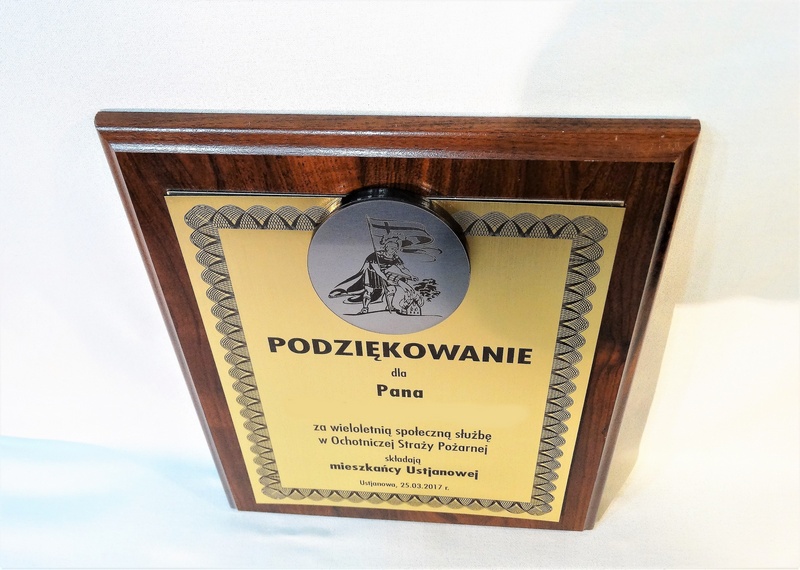 PODZIĘKOWANIE
dla
Pana
za wieloletnią społeczną służbę
w Ochotniczej Straży Pożarnej
składają
mieszkańcy Ustjanowej
Ustjanowa, 25.03.2017 r.